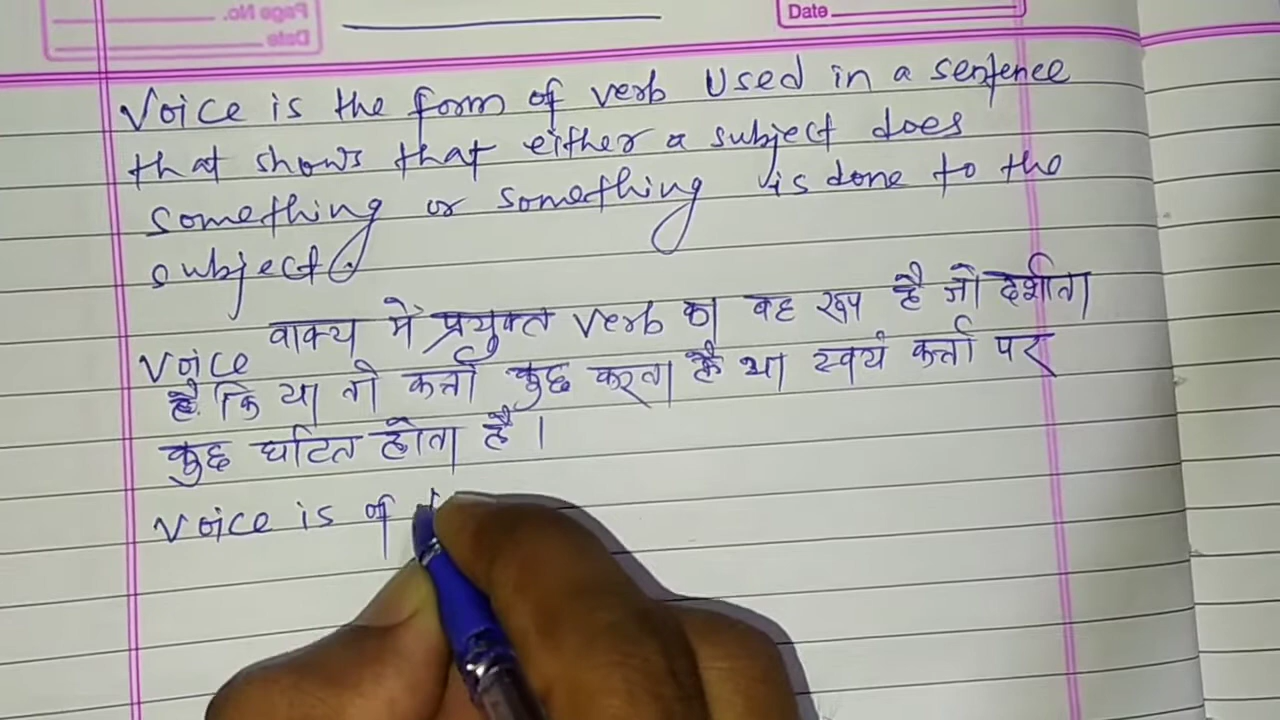 Page No.
Date
Date
Voice is the form of verb used in a sentence
that shows that either a subject does
something or something is done to the
subject.
Voice वाक्य में प्रयुक्त verb का वह रूप है जो दर्शाता
है कि या तो कर्त्ता कुछ करता है या स्वयं कर्त्ता पर
कुछ घटित होता है।
Voice is of